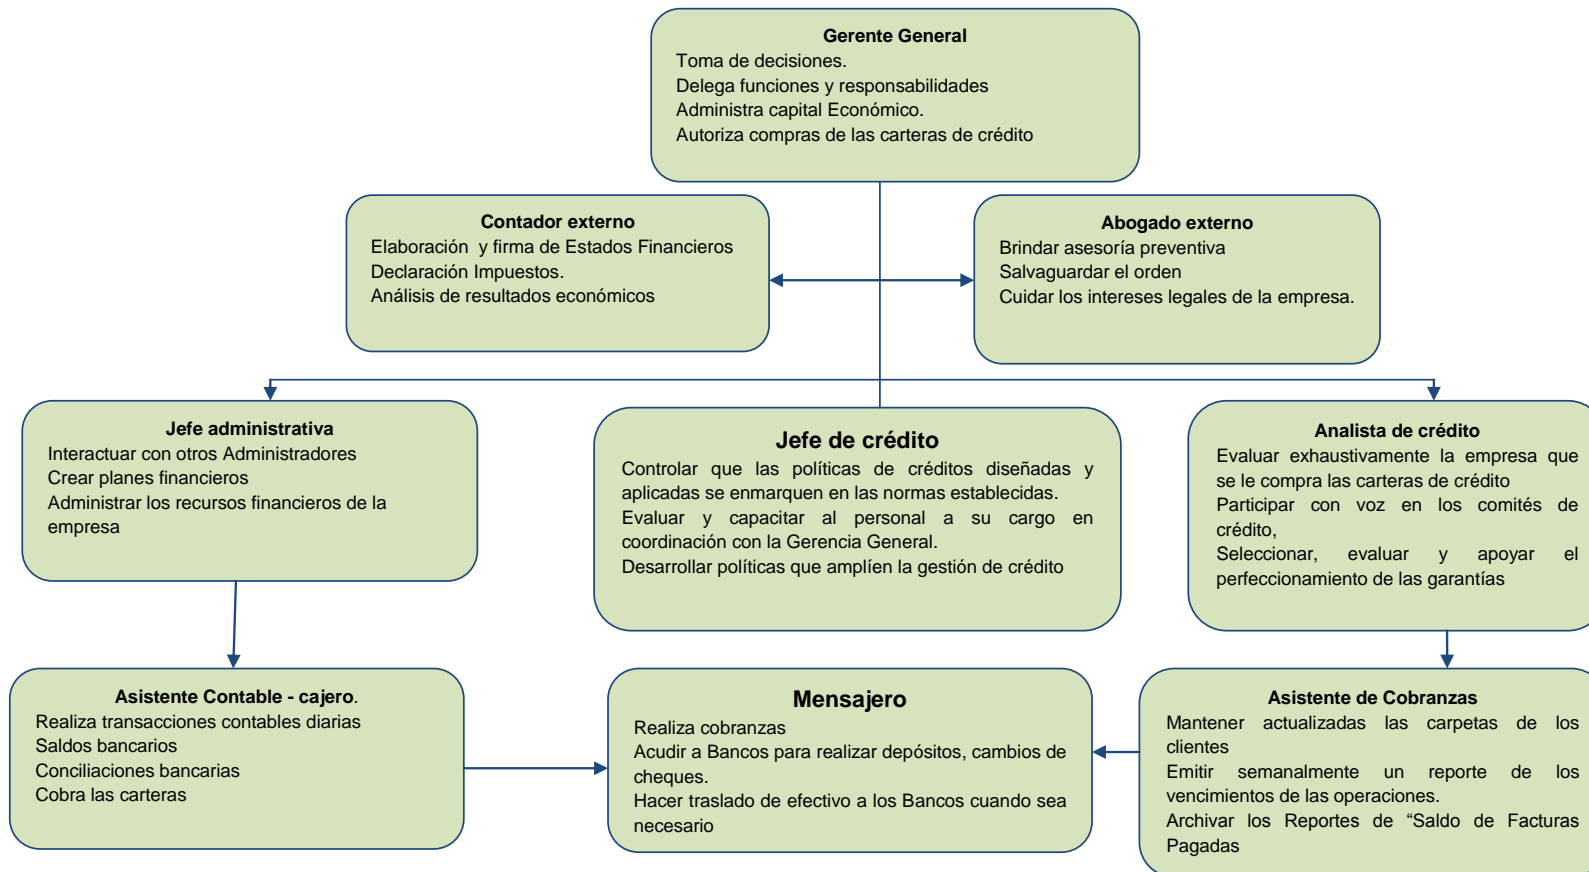 Gerente General
Toma de decisiones.
Delega funciones y responsabilidades
Administra capital Económico.
Autoriza compras de las carteras de crédito
Contador externo
Elaboración  y firma de Estados Financieros
Declaración Impuestos.
Análisis de resultados económicos
Abogado externo
Brindar asesoría preventiva
Salvaguardar el orden
Cuidar los intereses legales de la empresa.
Jefe administrativa
Interactuar con otros Administradores
Crear planes financieros
Administrar los recursos financieros de la
empresa
Jefe de crédito
Controlar que las políticas de créditos diseñadas y
aplicadas se enmarquen en las normas establecidas.
Evaluar y capacitar al personal a su cargo en
coordinación con la Gerencia General.
Desarrollar políticas que amplíen la gestión de crédito
Analista de crédito
Evaluar exhaustivamente la empresa que
se le compra las carteras de crédito
Participar con voz en los comités de
crédito,
Seleccionar, evaluar y apoyar el
perfeccionamiento de las garantías
Asistente Contable - cajero.
Realiza transacciones contables diarias
Saldos bancarios
Conciliaciones bancarias
Cobra las carteras
Mensajero
Realiza cobranzas
Acudir a Bancos para realizar depósitos, cambios de
cheques.
Hacer traslado de efectivo a los Bancos cuando sea
necesario
Asistente de Cobranzas
Mantener actualizadas las carpetas de los
clientes
Emitir semanalmente un reporte de los
vencimientos de las operaciones.
Archivar los Reportes de “Saldo de Facturas
Pagadas